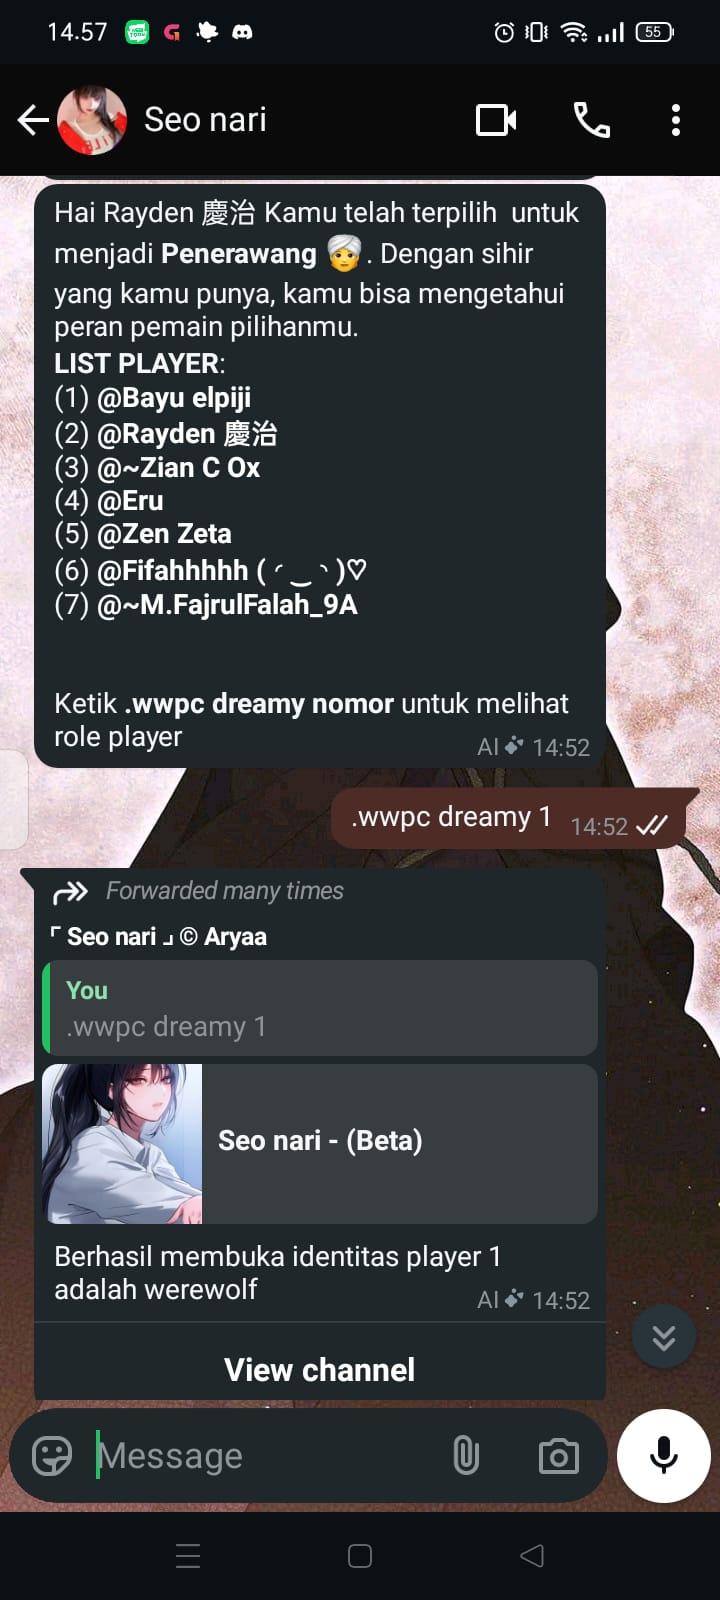 14.57
55
Seo nari
Hai Rayden 慶治 Kamu telah terpilih untuk
menjadi Penerawang 👳. Dengan sihir
yang kamu punya, kamu bisa mengetahui
peran pemain pilihanmu.
LIST PLAYER:
(1) @Bayu elpiji
(2) @Rayden 慶治
(3) @~Zian C Ox
(4) @Eru
(5) @Zen Zeta
(6) @Fifahhhhh ( ◜‿◝ )♡
(7) @~M.FajrulFalah_9A
Ketik .wwpc dreamy nomor untuk melihat
role player
AI 14:52
.wwpc dreamy 1 14:52
Forwarded many times
「 Seo nari 」 © Aryaa
You
.wwpc dreamy 1
Seo nari - (Beta)
Berhasil membuka identitas player 1
adalah werewolf
AI 14:52
View channel
Message